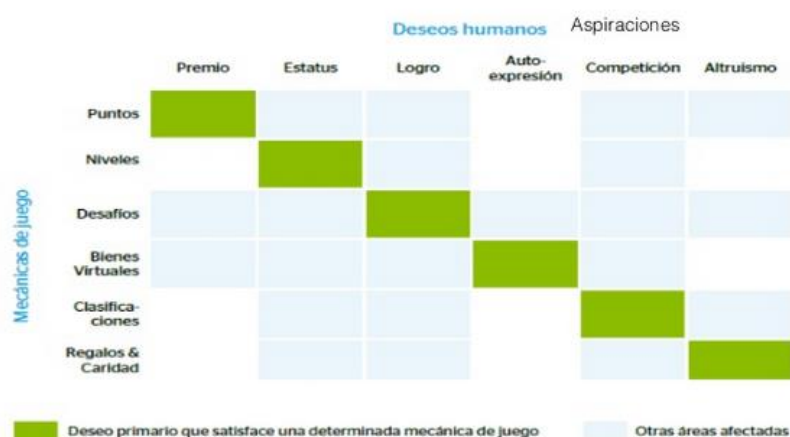 Deseos humanos Aspiraciones
Premio Estatus Logro Auto-
expresión Competición Altruismo
Mecánicas de juego
Puntos
Niveles
Desafíos
Bienes
Virtuales
Clasifica-
ciones
Regalos &
Caridad
Deseo primario que satisface una determinada mecánica de juego Otras áreas afectadas